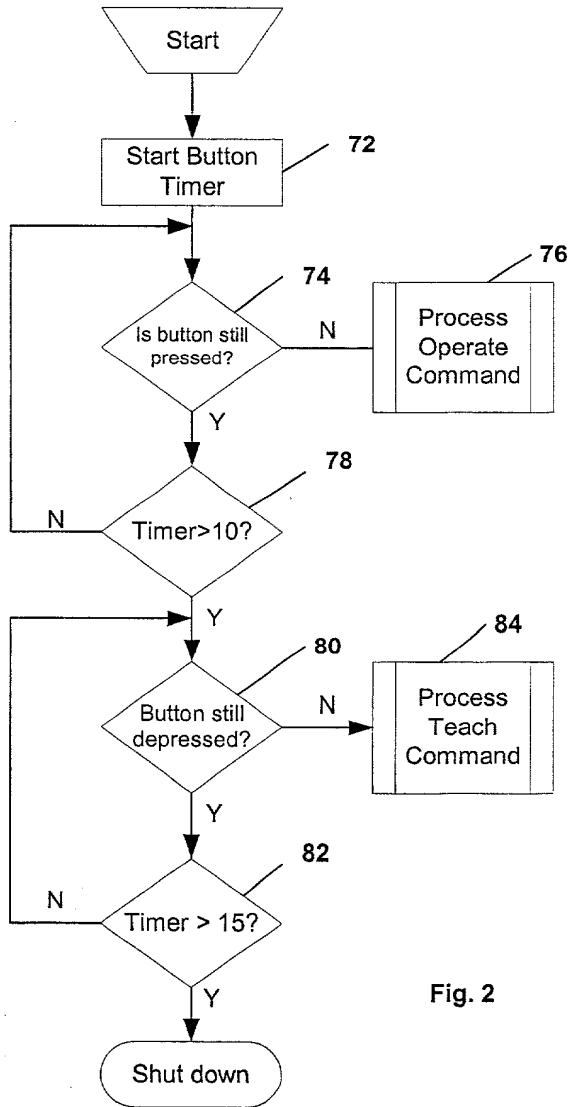 Start
72
Start Button
Timer
74
76
Is button still
pressed?
N
Process
Operate
Command
Y
78
N
Timer>10?
Y
80
84
Button still
depressed?
N
Process
Teach
Command
Y
82
N
Timer > 15?
Y
Fig. 2
Shut down